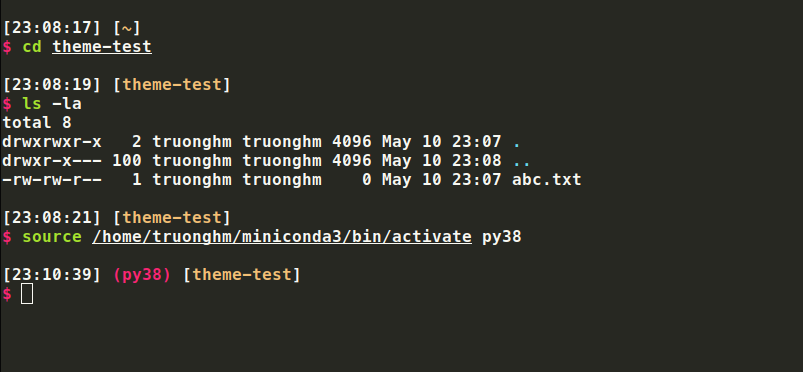 [23:08:17] [~]
$ cd theme-test
[23:08:19] [theme-test]
$ ls -la
total 8
drwxrwxr-x   2 truonghm truonghm 4096 May 10 23:07 .
drwxr-x--- 100 truonghm truonghm 4096 May 10 23:08 ..
-rw-rw-r--   1 truonghm truonghm    0 May 10 23:07 abc.txt
[23:08:21] [theme-test]
$ source /home/truonghm/miniconda3/bin/activate py38
[23:10:39] (py38) [theme-test]
$